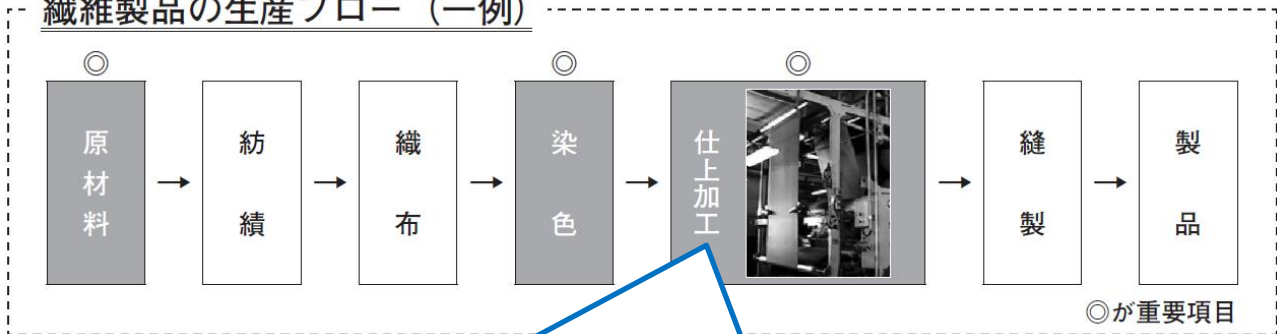 繊維製品の生産フロー（一例）
◎ ◎ ◎
原材料 → 紡績 → 織布 → 染色 → 仕上加工 → 縫製 → 製品
◎が重要項目